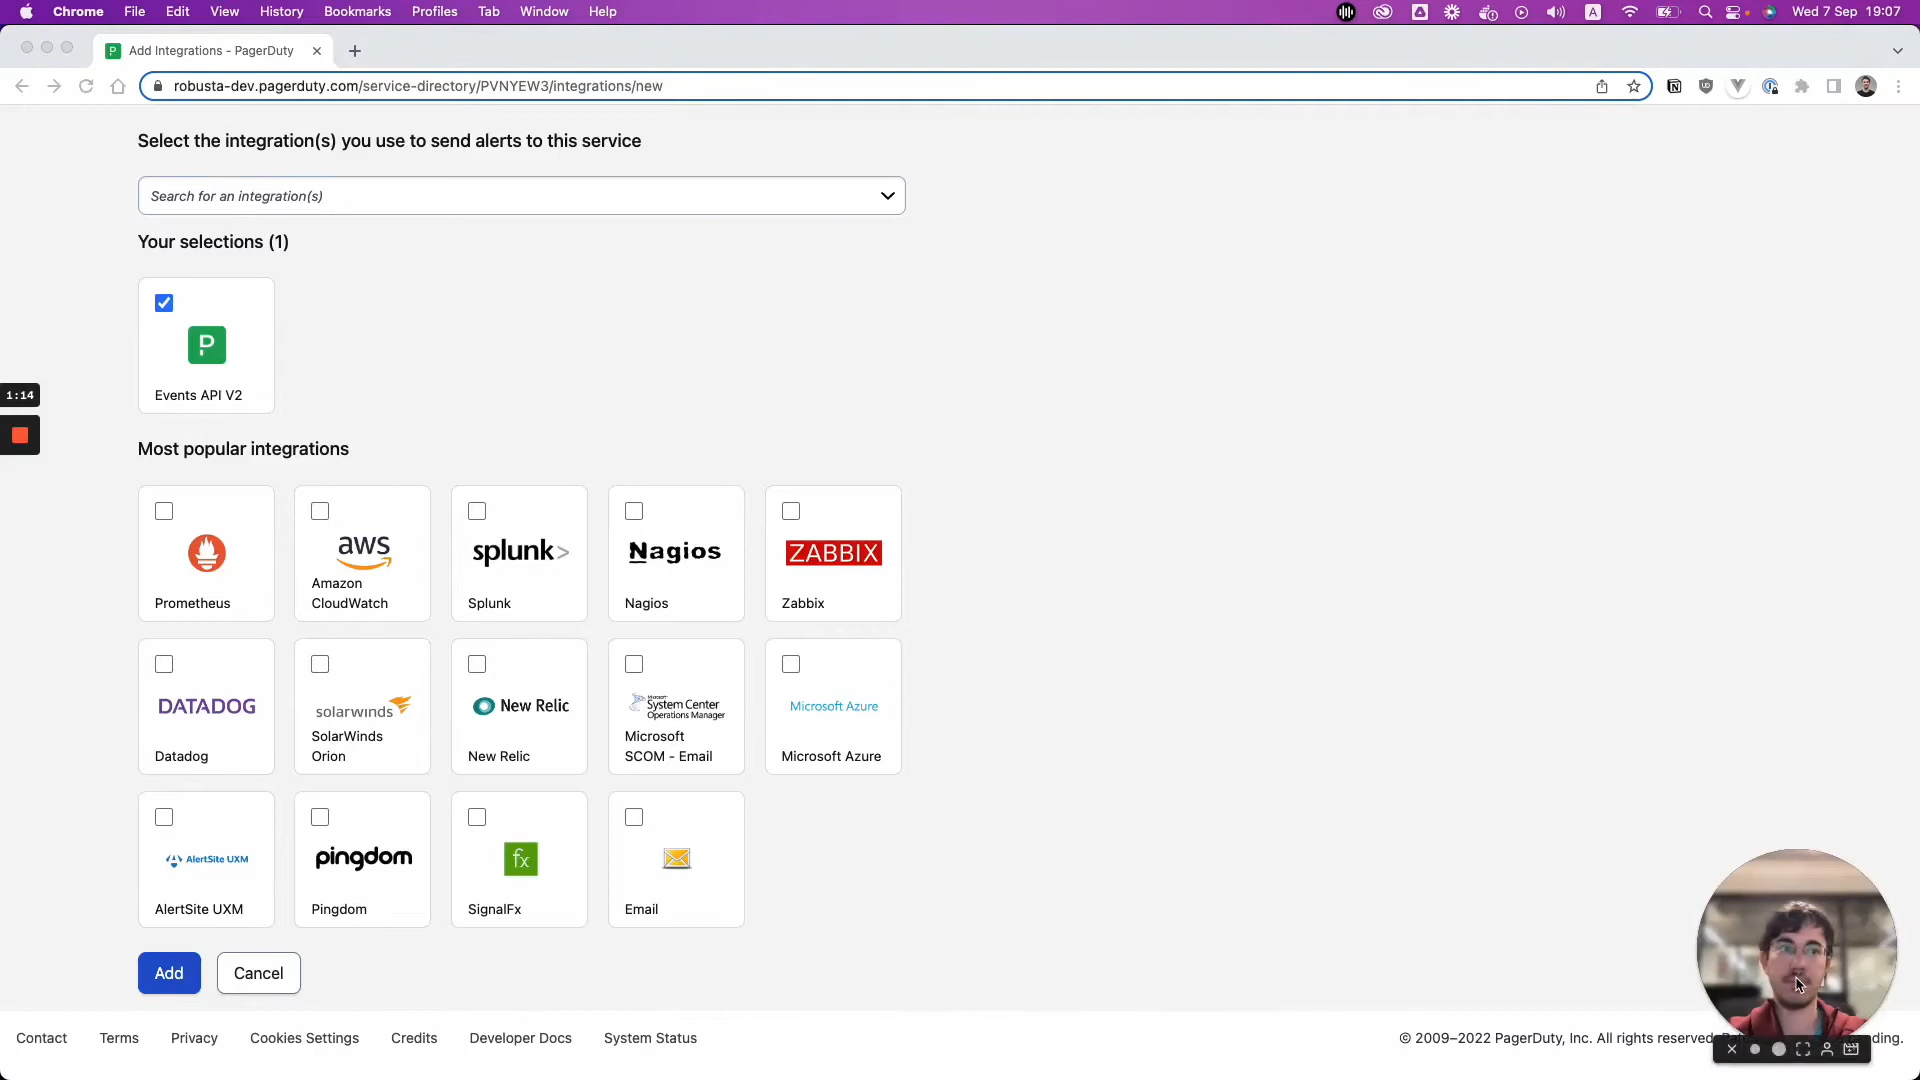 Chrome File Edit View History Bookmarks Profiles Tab Window Help
A Wed 7 Sep 19:07
P Add Integrations - PagerDuty
robusta-dev.pagerduty.com/service-directory/PVNYEW3/integrations/new
Select the integration(s) you use to send alerts to this service
Search for an integration(s)
Your selections (1)
P
Events API V2
1:14
Most popular integrations
Prometheus
aws
Amazon
CloudWatch
splunk>
Splunk
Nagios
Nagios
ZABBIX
Zabbix
DATADOG
Datadog
solarwinds
SolarWinds
Orion
New Relic
New Relic
Microsoft
System Center
Operations Manager
Microsoft
SCOM - Email
Microsoft Azure
Microsoft Azure
AlertSite UXM
AlertSite UXM
pingdom
Pingdom
fx
SignalFx
Email
Add Cancel
Contact Terms Privacy Cookies Settings Credits Developer Docs System Status
© 2009–2022 PagerDuty, Inc. All rights reserved